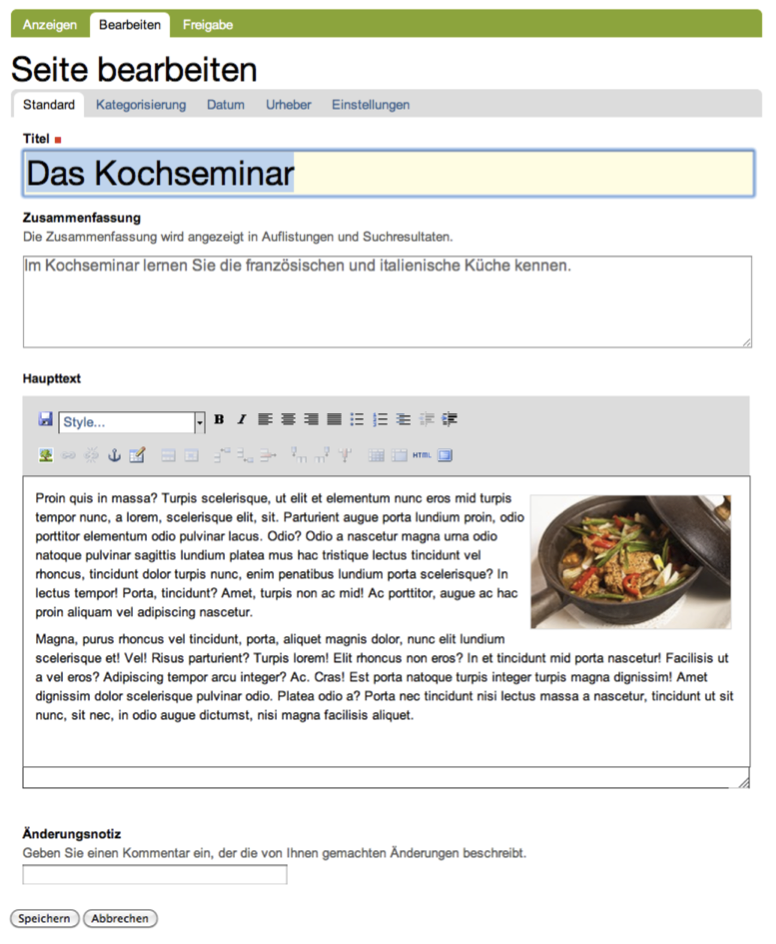 Anzeigen Bearbeiten Freigabe
Seite bearbeiten
Standard Kategorisierung Datum Urheber Einstellungen
Titel
Das Kochseminar
Zusammenfassung
Die Zusammenfassung wird angezeigt in Auflistungen und Suchresultaten.
Im Kochseminar lernen Sie die französischen und italienische Küche kennen.
Haupttext
Style... B I
HTML
Proin quis in massa? Turpis scelerisque, ut elit et elementum nunc eros mid turpis
tempor nunc, a lorem, scelerisque elit, sit. Parturient augue porta lundium proin, odio
porttitor elementum odio pulvinar lacus. Odio? Odio a nascetur magna urna odio
natoque pulvinar sagittis lundium platea mus hac tristique lectus tincidunt vel
rhoncus, tincidunt dolor turpis nunc, enim penatibus lundium porta scelerisque? In
lectus tempor! Porta, tincidunt? Amet, turpis non ac mid! Ac porttitor, augue ac hac
proin aliquam vel adipiscing nascetur.
Magna, purus rhoncus vel tincidunt, porta, aliquet magnis dolor, nunc elit lundium
scelerisque et! Vel! Risus parturient? Turpis lorem! Elit rhoncus non eros? In et tincidunt mid porta nascetur! Facilisis ut
a vel eros? Adipiscing tempor arcu integer? Ac. Cras! Est porta natoque turpis integer turpis magna dignissim! Amet
dignissim dolor scelerisque pulvinar odio. Platea odio a? Porta nec tincidunt nisi lectus massa a nascetur, tincidunt ut sit
nunc, sit nec, in odio augue dictumst, nisi magna facilisis aliquet.
Änderungsnotiz
Geben Sie einen Kommentar ein, der die von Ihnen gemachten Änderungen beschreibt.
Speichern Abbrechen